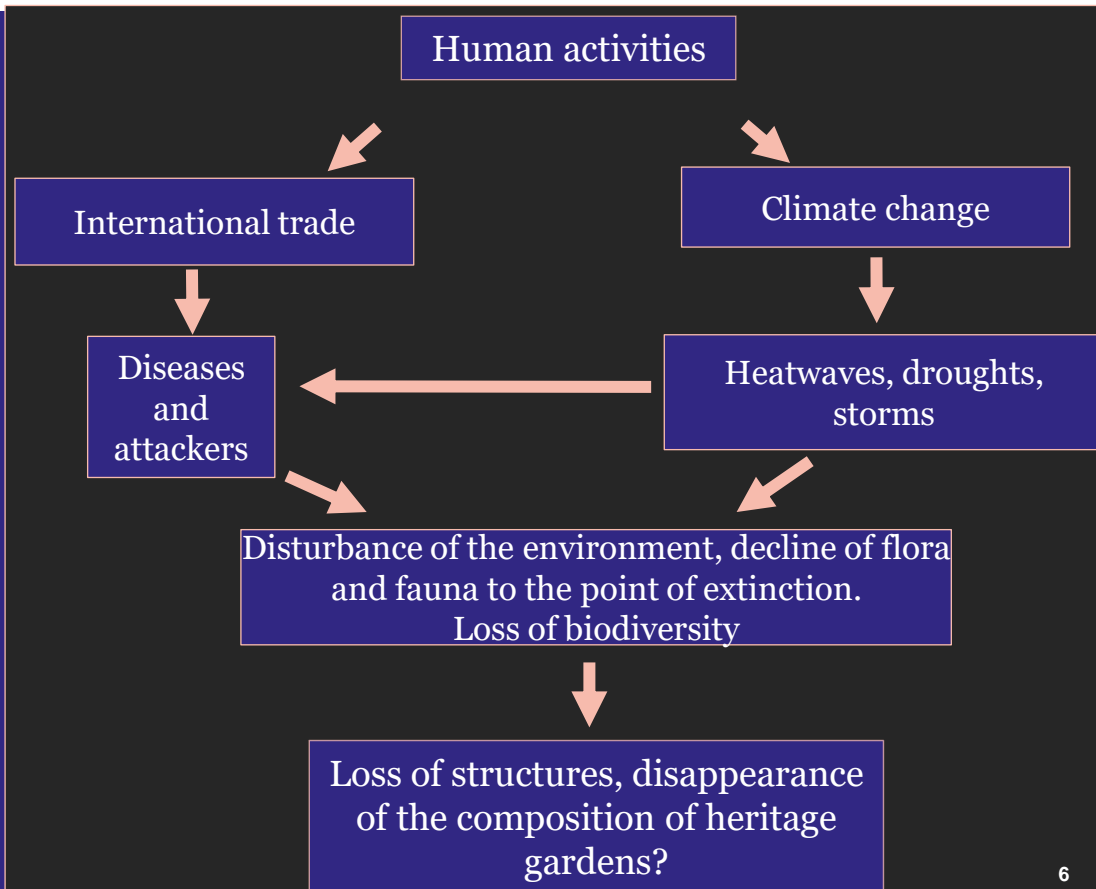 Human activities
International trade
Climate change
Diseases
and
attackers
Heatwaves, droughts,
storms
Disturbance of the environment, decline of flora
and fauna to the point of extinction.
Loss of biodiversity
Loss of structures, disappearance
of the composition of heritage
gardens?
6